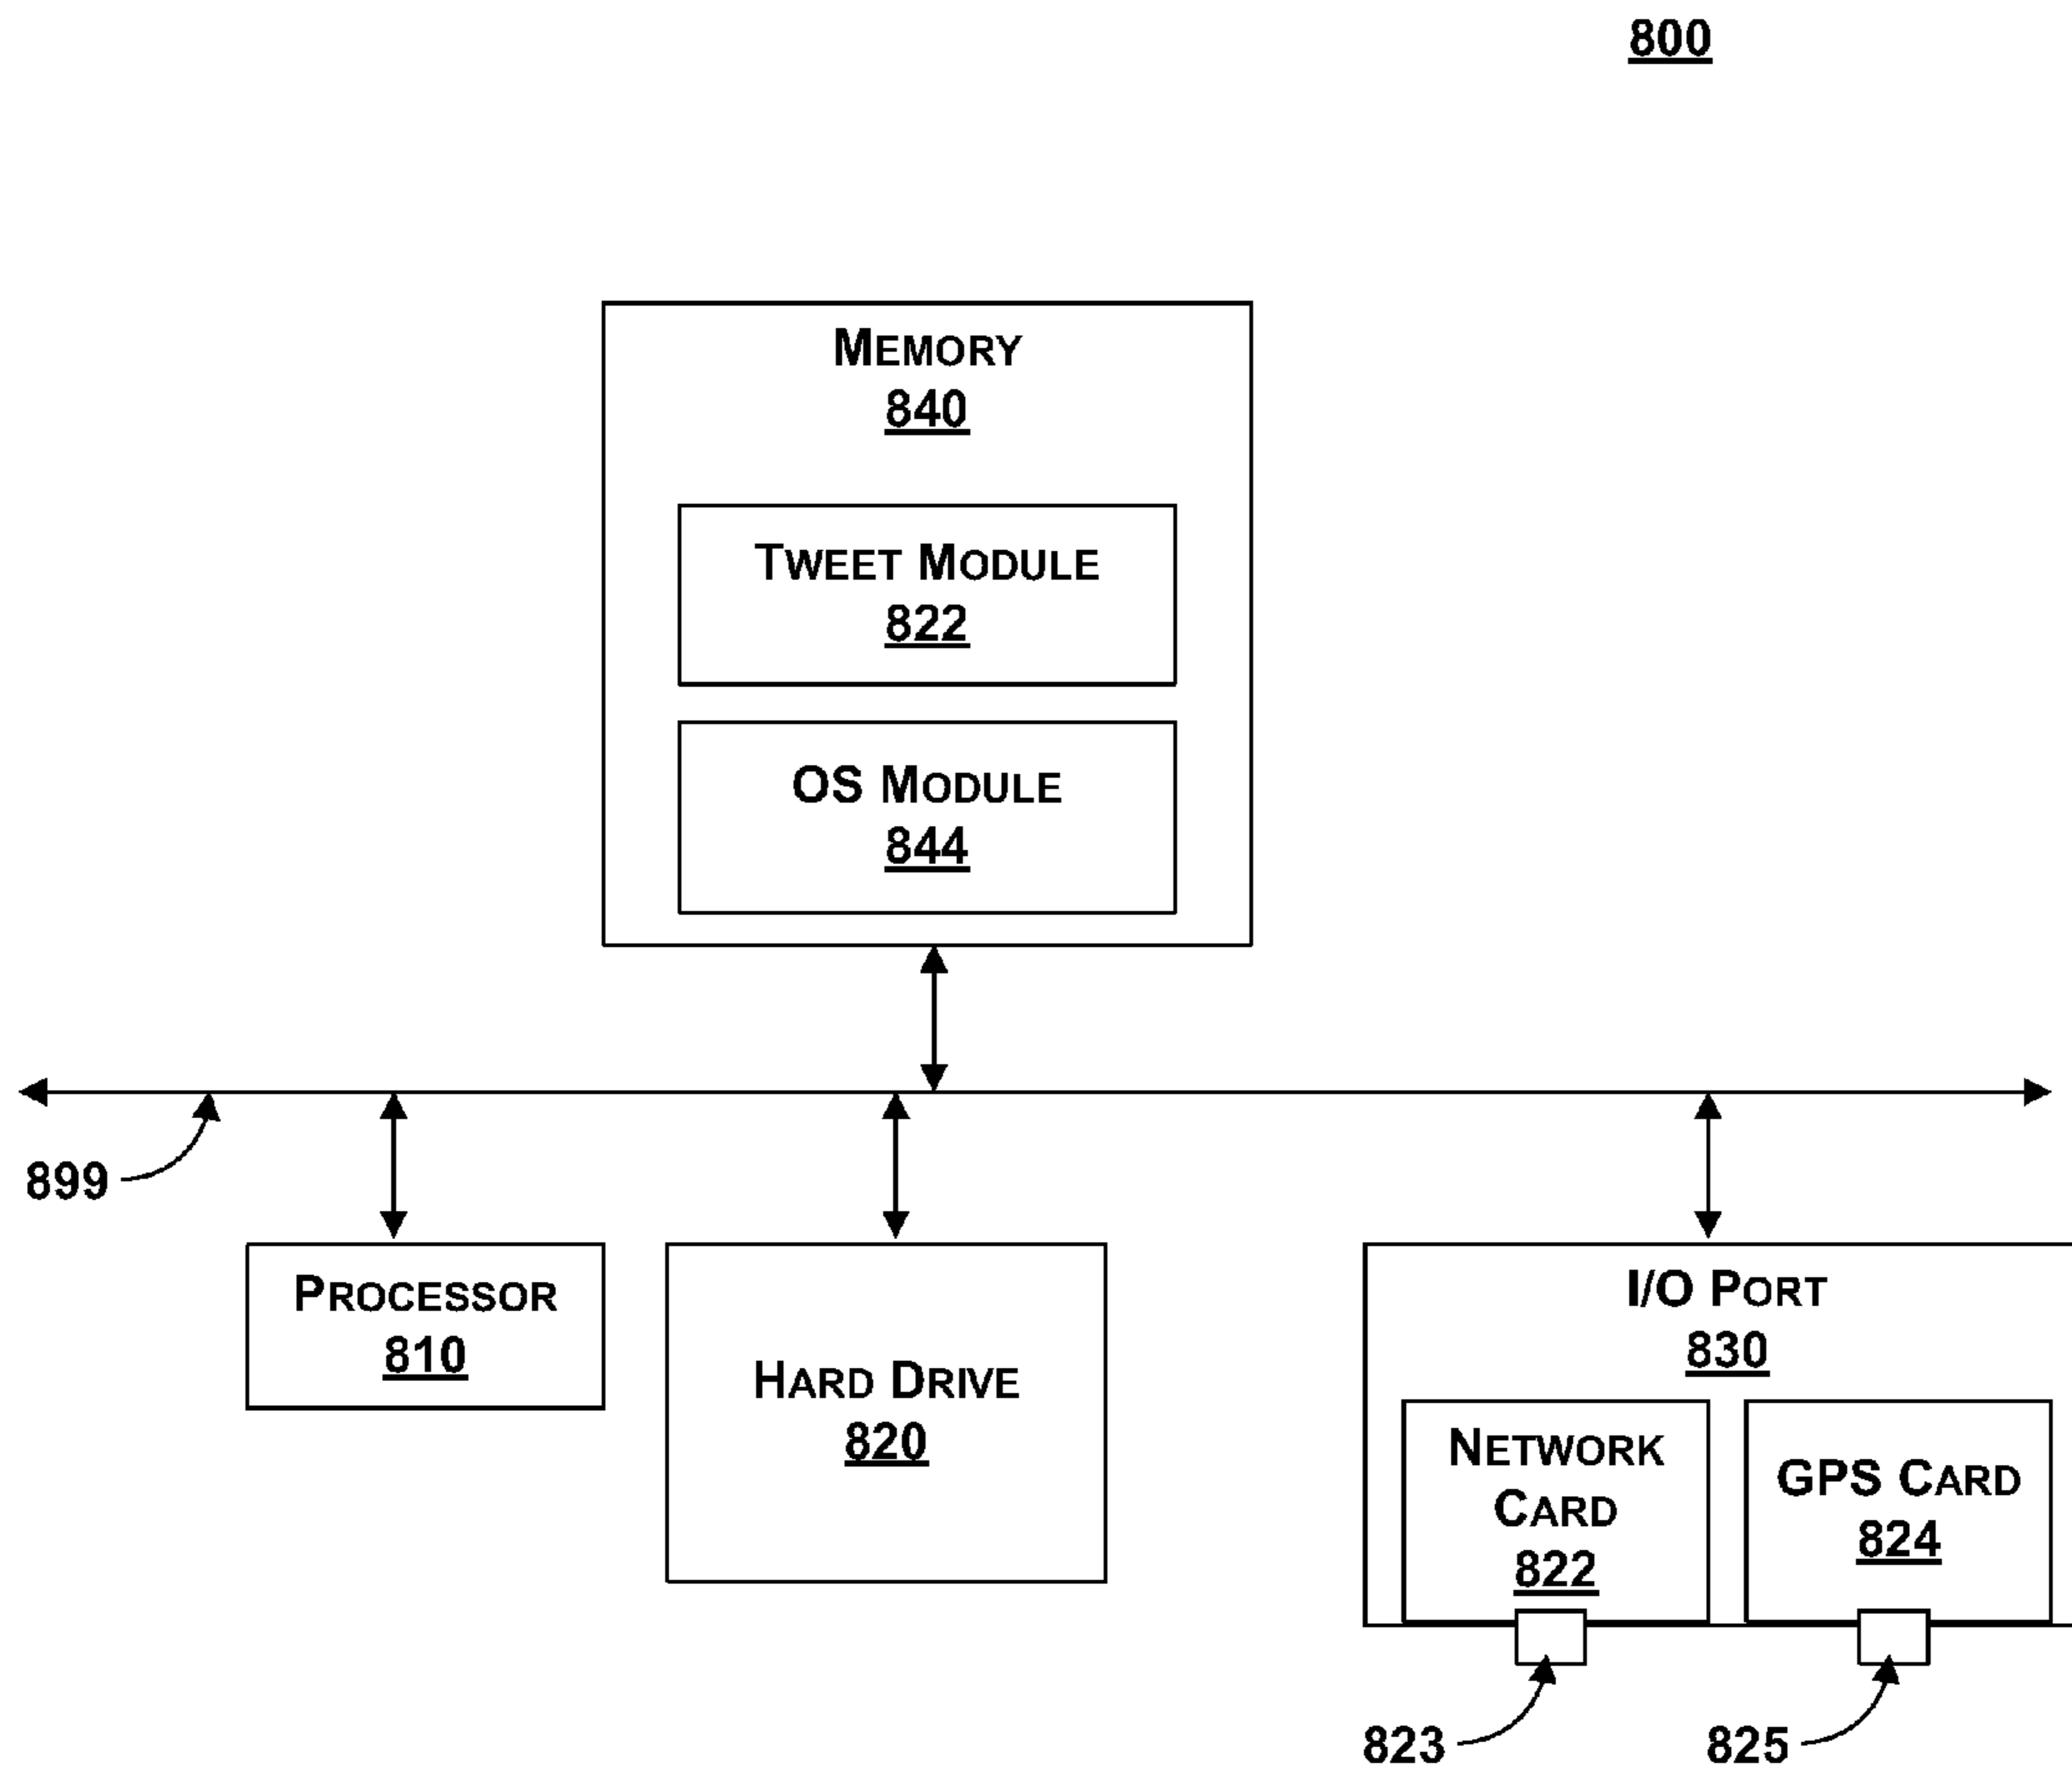 800
MEMORY
840
TWEET MODULE
822
OS MODULE
844
899
PROCESSOR
810
HARD DRIVE
820
I/O PORT
830
NETWORK
CARD
822
GPS CARD
824
823
825